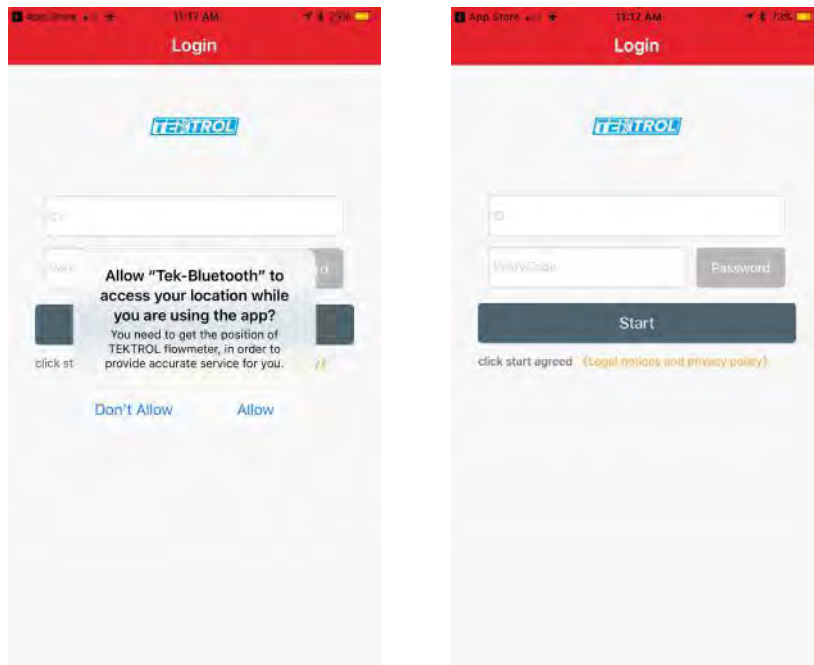 App Store 11:17 AM
Login
TEKTROL
ID
Allow “Tek-Bluetooth” to
access your location while
you are using the app?
You need to get the position of
TEKTROL flowmeter, in order to
provide accurate service for you.
click st
Don't Allow Allow
App Store 11:17 AM 73%
Login
TEKTROL
ID
VerifyCode Password
Start
click start agreed 《Legal notices and privacy policy》